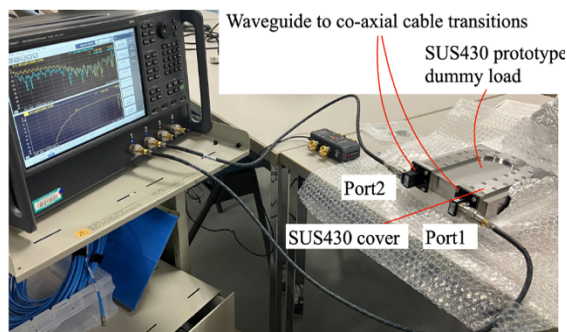 Waveguide to co-axial cable transitions
SUS430 prototype
dummy load
Port2
SUS430 cover
Port1